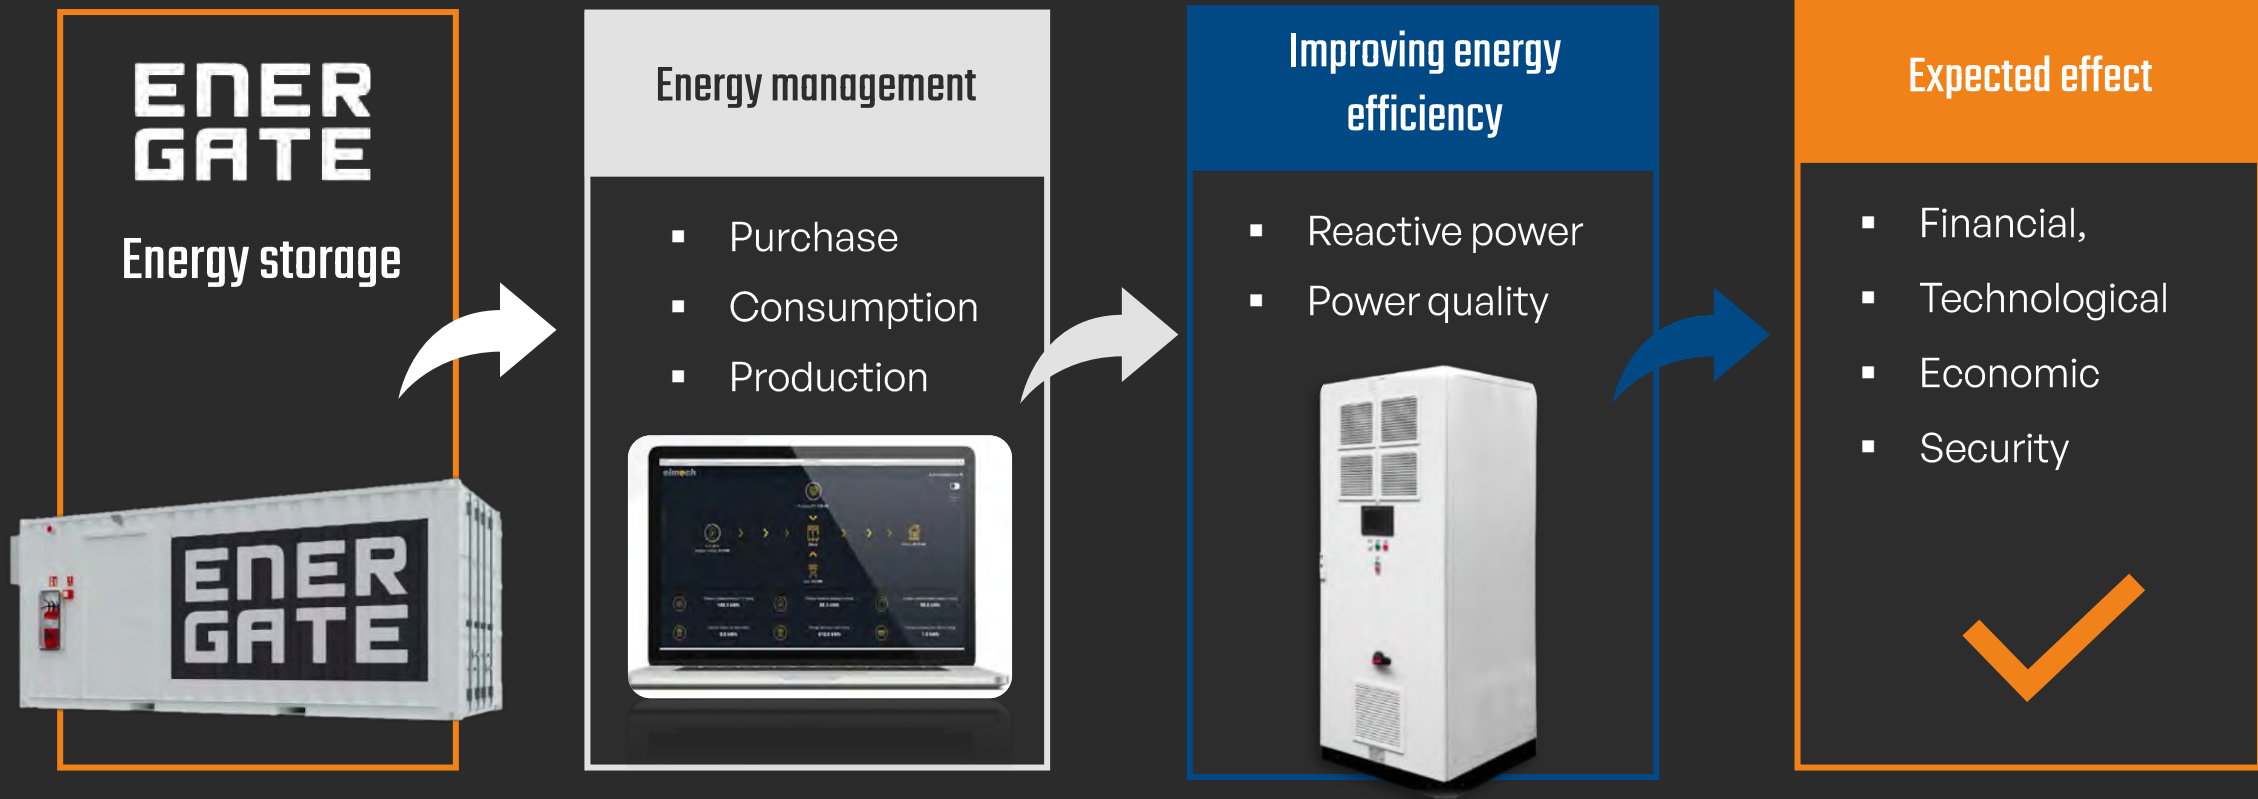 ENER
GATE
Energy storage
ENER
GATE
Energy management
Purchase
Consumption
Production
elmech
Improving energy
efficiency
Reactive power
Power quality
Expected effect
Financial,
Technological
Economic
Security